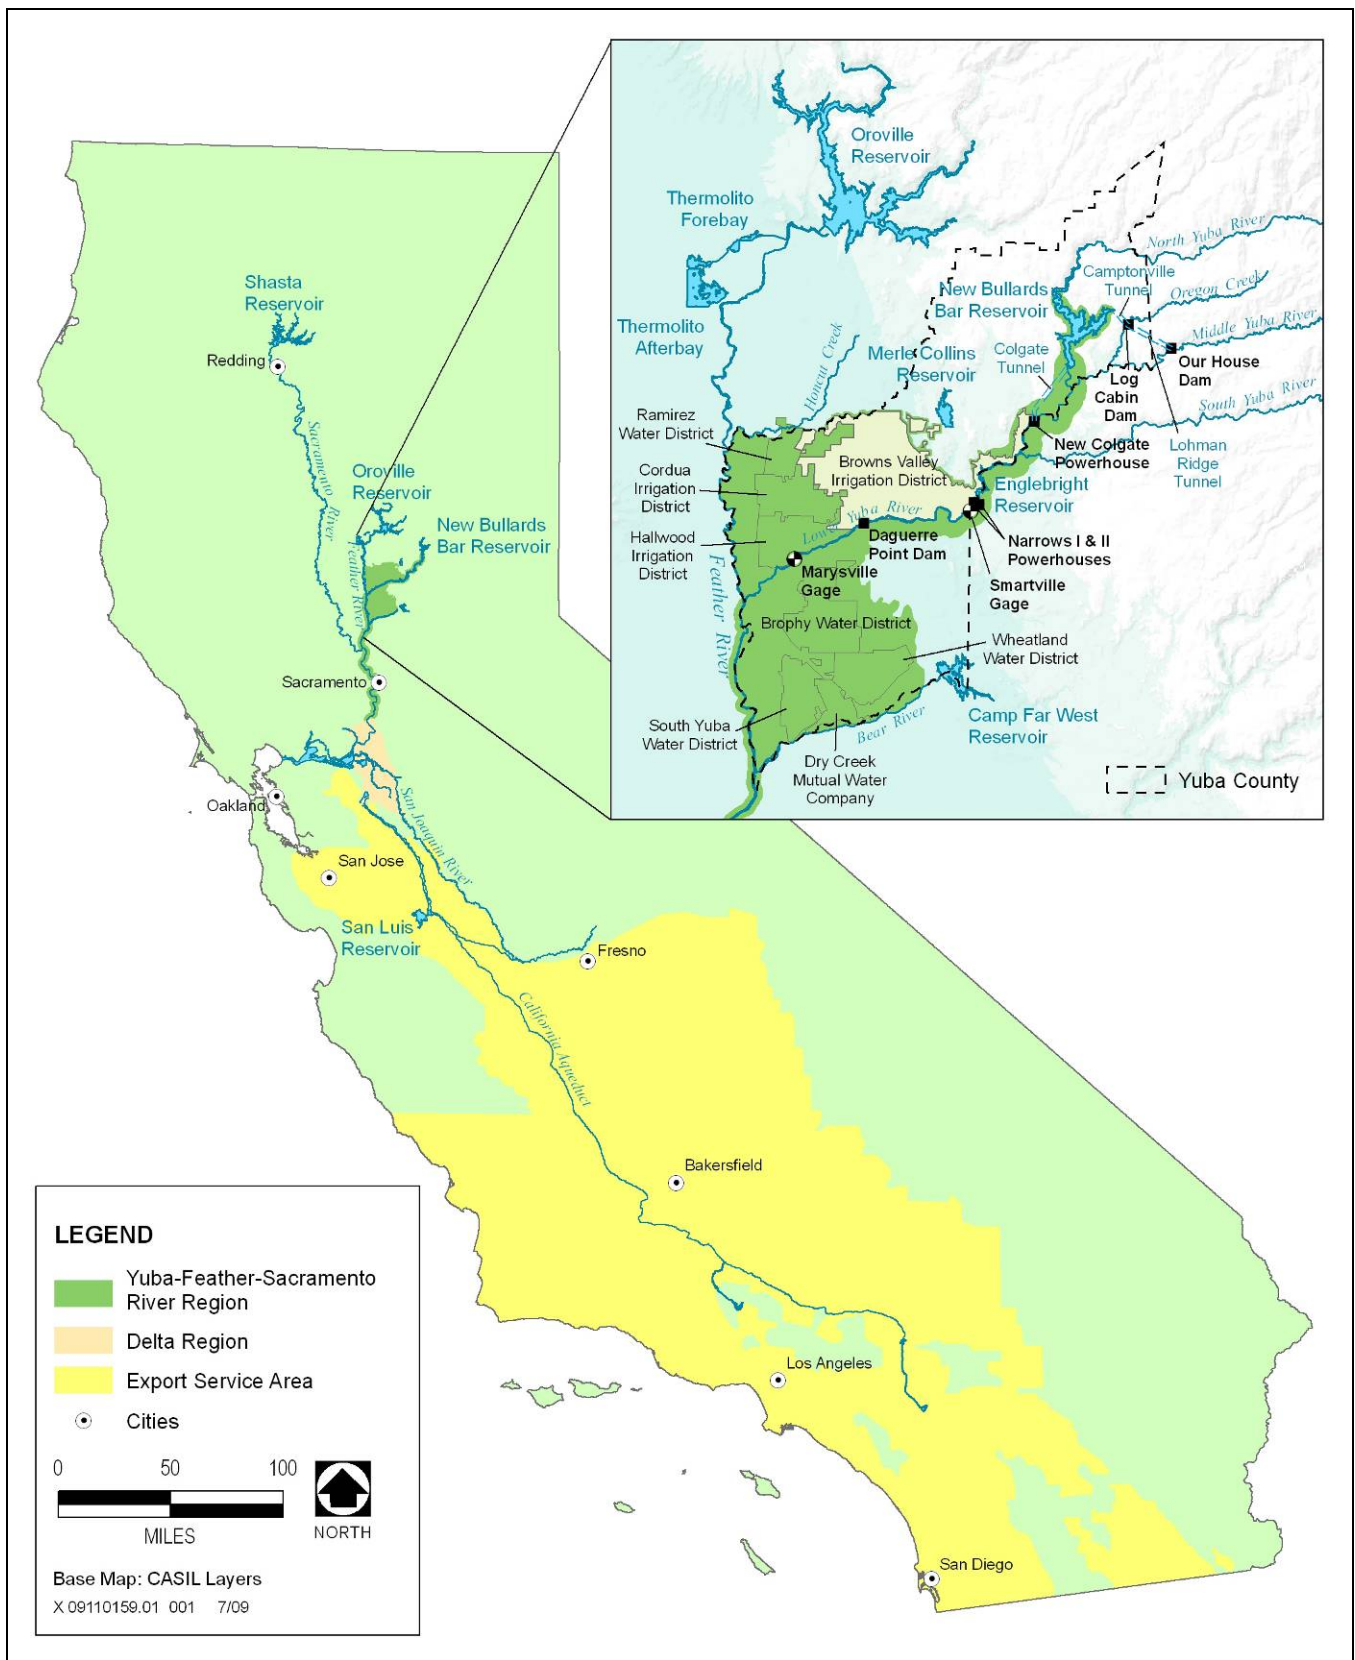 Shasta
Reservoir
Redding
Sacramento River
Oroville
Reservoir
New Bullards
Bar Reservoir
Feather River
Sacramento
Oakland
San Joaquin River
San Jose
San Luis
Reservoir
Fresno
California Aqueduct
Bakersfield
Los Angeles
San Diego
Oroville
Reservoir
Thermolito
Forebay
Thermolito
Afterbay
North Yuba River
Camptonville
Tunnel
Oregon Creek
New Bullards
Bar Reservoir
Middle Yuba River
Honcut Creek
Merle Collins
Reservoir
Colgate
Tunnel
Our House
Dam
Log
Cabin
Dam
South Yuba River
Ramirez
Water District
New Colgate
Powerhouse
Lohman
Ridge
Tunnel
Cordua
Irrigation
District
Browns Valley
Irrigation District
Englebright
Reservoir
Lower Yuba River
Hallwood
Irrigation
District
Daguerre
Point Dam
Narrows I & II
Powerhouses
Marysville
Gage
Smartville
Gage
Feather River
Brophy Water District
Wheatland
Water District
South Yuba
Water District
Bear River
Camp Far West
Reservoir
Dry Creek
Mutual Water
Company
Yuba County
LEGEND
Yuba-Feather-Sacramento
River Region
Delta Region
Export Service Area
Cities
0 50 100
MILES
NORTH
Base Map: CASIL Layers
X 09110159.01 001 7/09